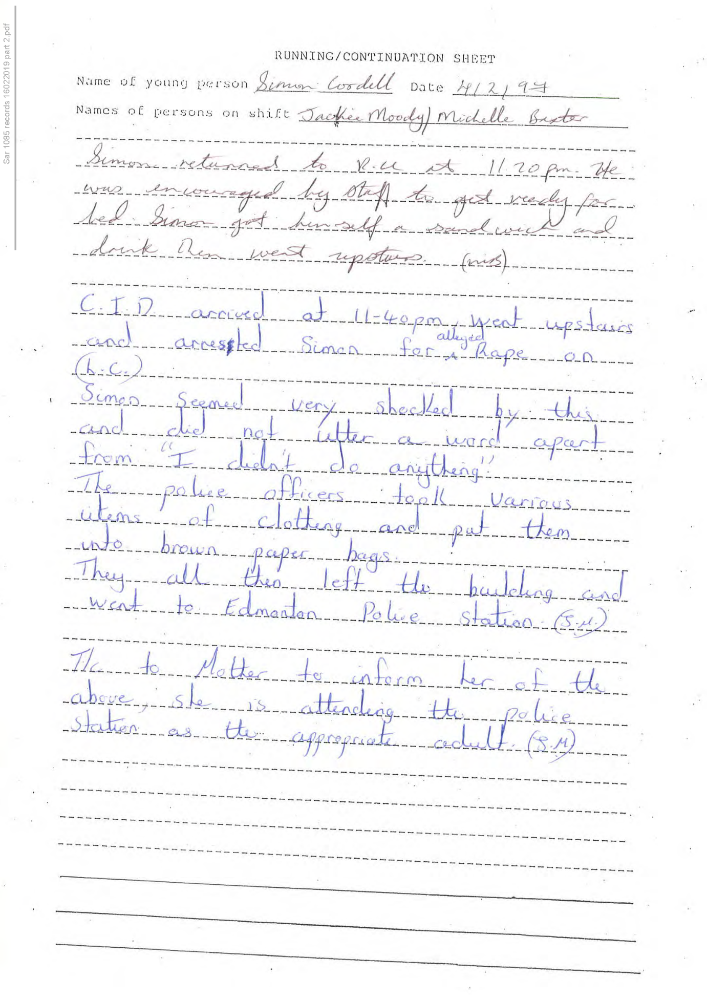 Sar 1085 records 16022019 part 2.pdf
RUNNING/CONTINUATION SHEET
Name of young person Simon Cordell Date 4/2/97
Names of persons on shift Jackie Moody/ Michelle Baxter
Simon returned to R.U at 11.20pm. He
was encouraged by staff to get ready for
bed. Simon got himself a sandwich and
drink then went upstairs. (MB)
C.I.D. arrived at 11-40pm, went upstairs
and arrested Simon for alleged Rape on
(L.C.)
Simon seemed very shocked by this
and did not utter a word apart
from "I didn't do anything".
The police officers took various
items of clothing and put them
into brown paper bags.
They all then left the building and
went to Edmonton Police station. (J.M.)
T/c to Mother to inform her of the
above, she is attending the police
station as the appropriate adult. (J.M)